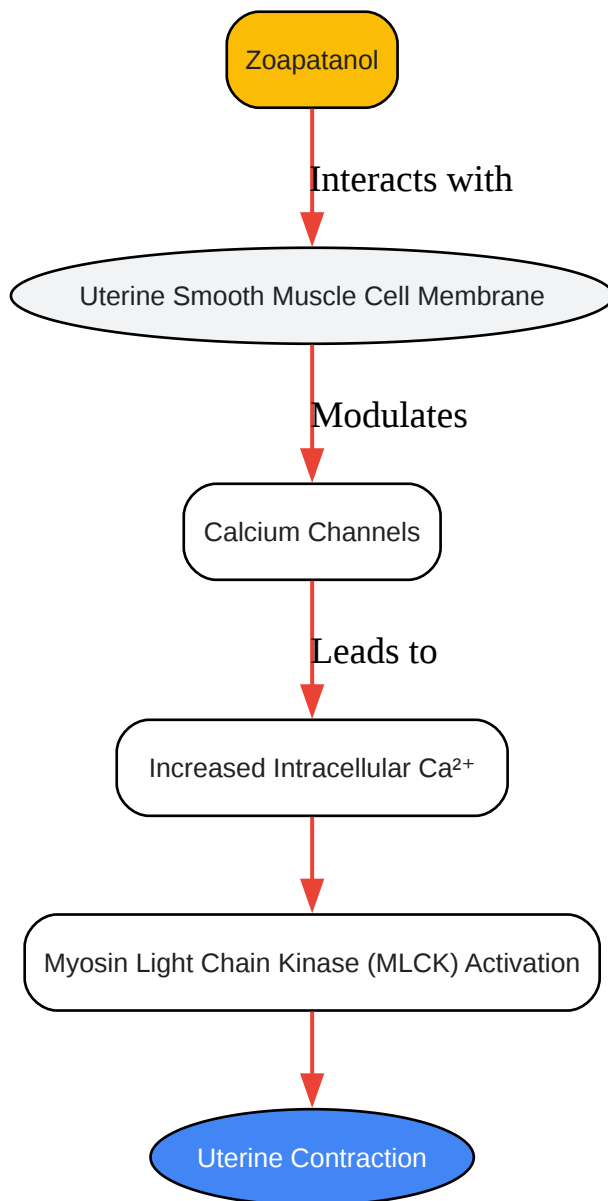 Zoapatanol
Interacts with
Uterine Smooth Muscle Cell Membrane
Modulates
Calcium Channels
Leads to
Increased Intracellular Ca²⁺
Myosin Light Chain Kinase (MLCK) Activation
Uterine Contraction